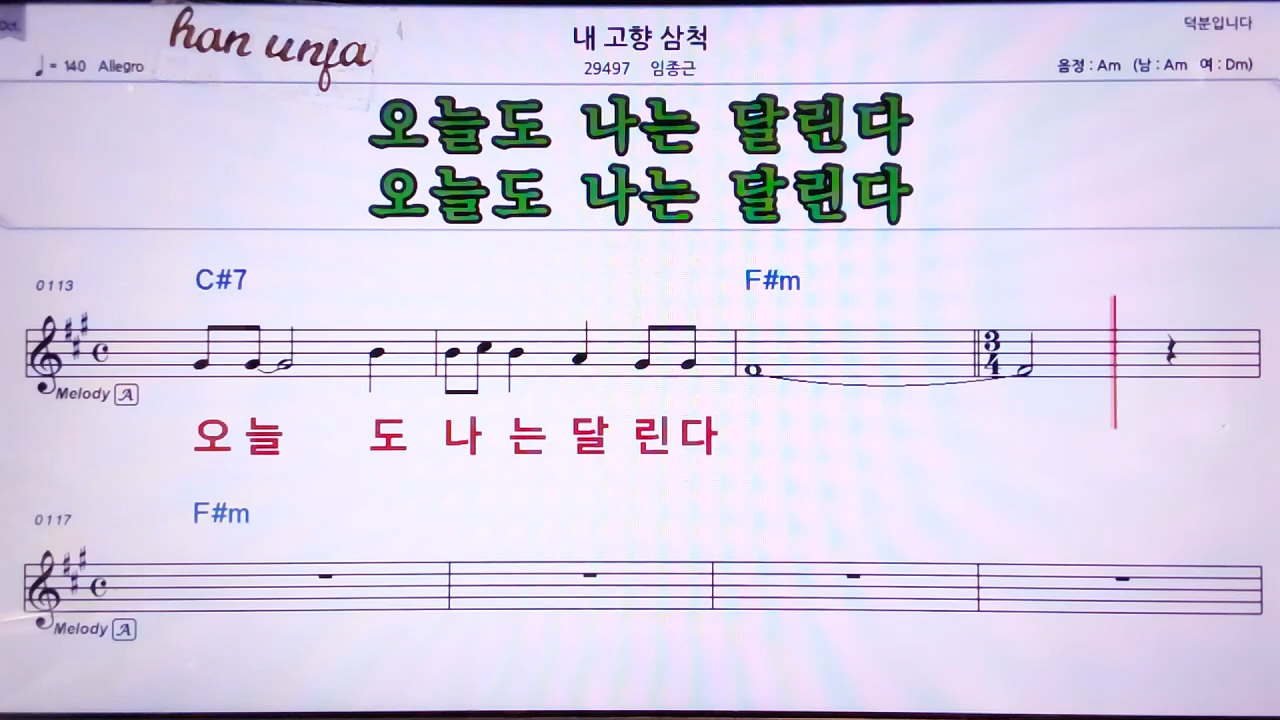 Oct.
han unfa
내 고향 삼척
덕분입니다
♩ = 140 Allegro
29497 임종근
음정 : Am (남 : Am 여 : Dm)
오늘도 나는 달린다
오늘도 나는 달린다
C#7 F#m
0113
3
4
Melody A
오 늘 도 나 는 달 린 다
F#m
0117
Melody A